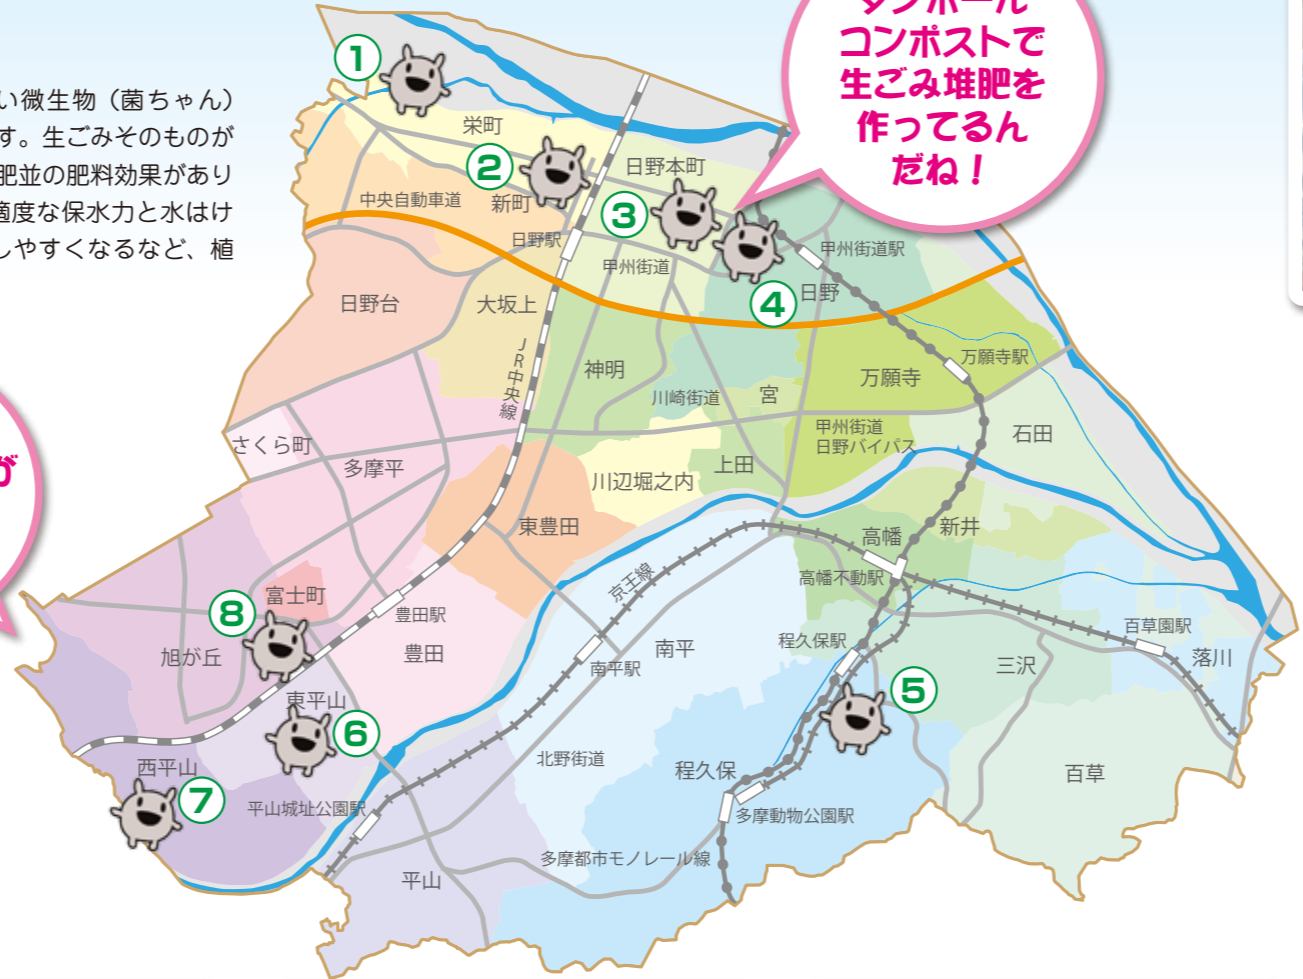 ダンボール
コンポストで
生ごみ堆肥を
作ってるん
だね！
い微生物（菌ちゃん）
す。生ごみそのものが
肥並の肥料効果があり
適度な保水力と水はけ
しやすくなるなど、植
が
①
栄町
②
日野本町
中央自動車道
新町
③
日野駅
甲州街道
甲州街道駅
④
日野
日野台
大坂上
JR中央線
神明
万願寺駅
万願寺
川崎街道
宮
甲州街道
日野バイパス
石田
さくら町
多摩平
川辺堀之内
上田
東豊田
高幡
新井
高幡不動駅
京王線
富士町
豊田駅
⑧
旭が丘
豊田
南平駅
南平
程久保駅
百草園駅
三沢
落川
⑤
東平山
⑥
西平山
⑦
平山城址公園駅
北野街道
程久保
百草
多摩動物公園駅
多摩都市モノレール線
平山